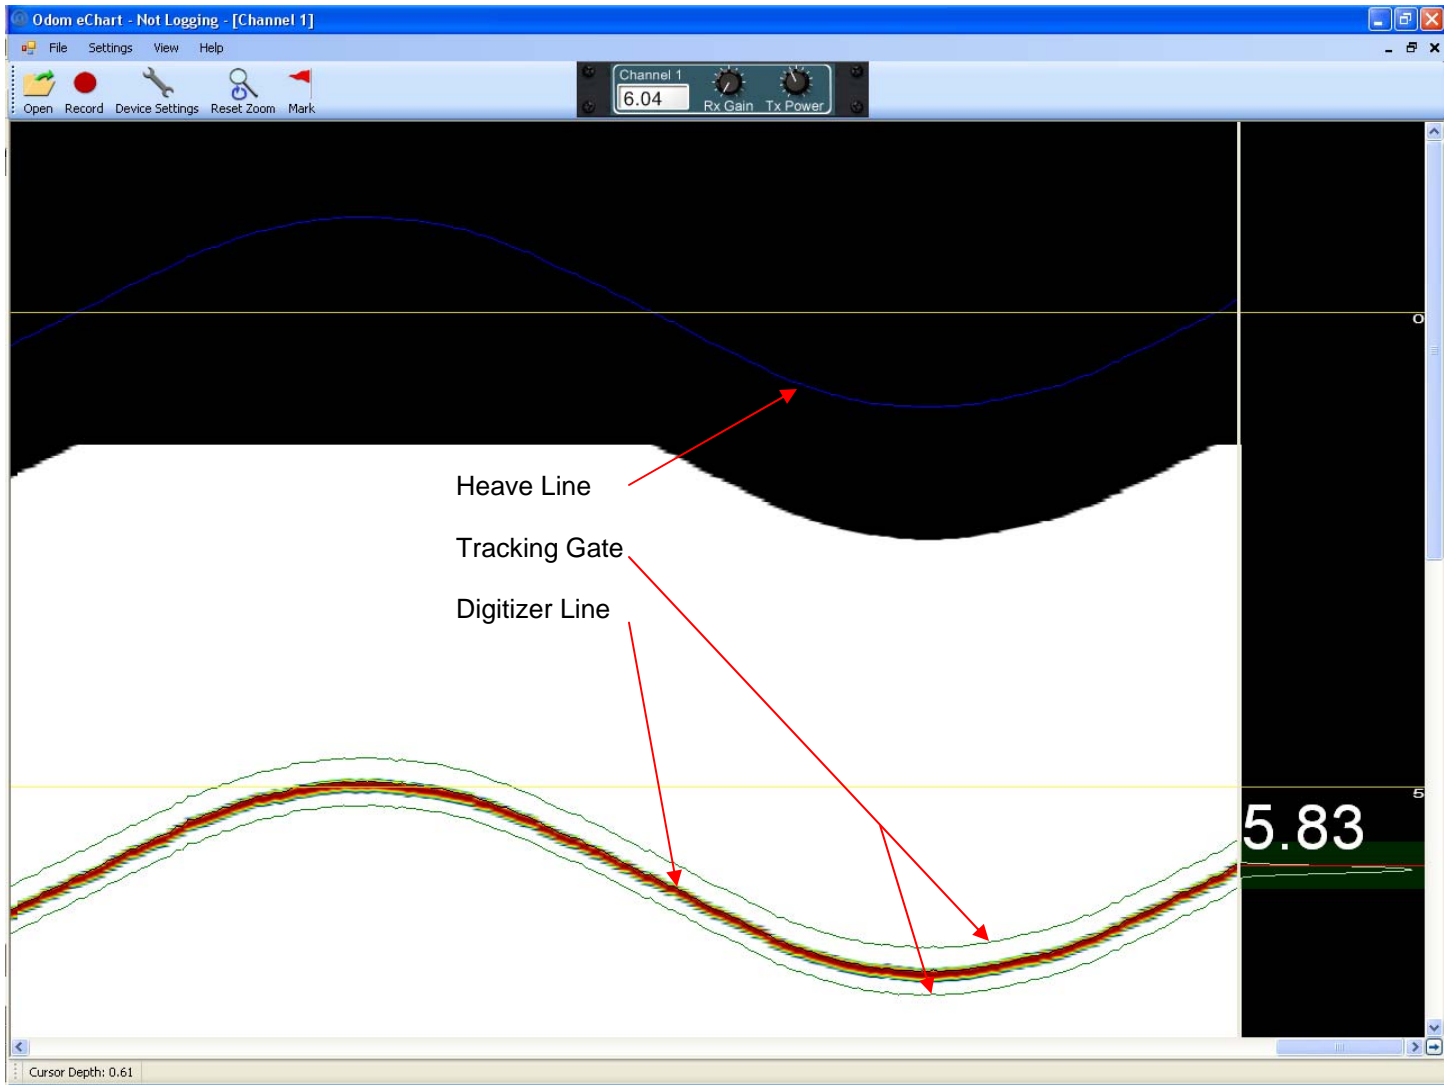 Odom eChart - Not Logging - [Channel 1]
File Settings View Help
Open Record Device Settings Reset Zoom Mark
Channel 1
6.04
Rx Gain Tx Power
0
Heave Line
Tracking Gate
Digitizer Line
5
5.83
Cursor Depth: 0.61